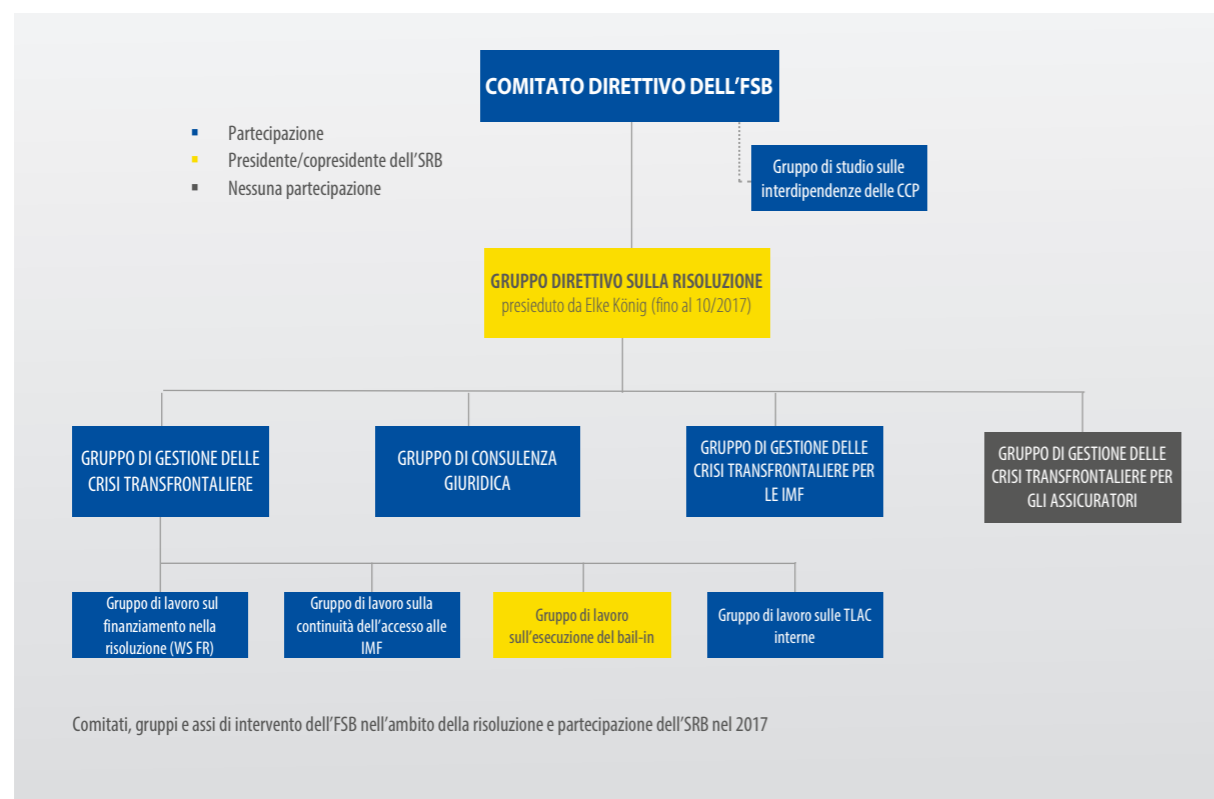 COMITATO DIRETTIVO DELL'FSB
Partecipazione
Presidente/copresidente dell'SRB
Nessuna partecipazione
Gruppo di studio sulle
interdipendenze delle CCP
GRUPPO DIRETTIVO SULLA RISOLUZIONE
presieduto da Elke König (fino al 10/2017)
GRUPPO DI GESTIONE DELLE
CRISI TRANSFRONTALIERE
GRUPPO DI CONSULENZA
GIURIDICA
GRUPPO DI GESTIONE DELLE
CRISI TRANSFRONTALIERE PER
LE IMF
GRUPPO DI GESTIONE DELLE
CRISI TRANSFRONTALIERE PER
GLI ASSICURATORI
Gruppo di lavoro sul
finanziamento nella
risoluzione (WS FR)
Gruppo di lavoro sulla
continuità dell'accesso alle
IMF
Gruppo di lavoro
sull'esecuzione del bail-in
Gruppo di lavoro sulle TLAC
interne
Comitati, gruppi e assi di intervento dell'FSB nell'ambito della risoluzione e partecipazione dell'SRB nel 2017